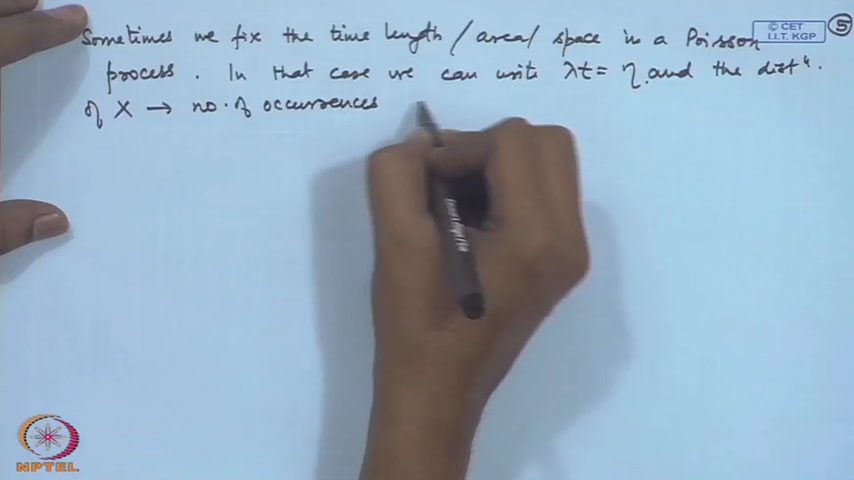 Sometimes we fix the time length / area / space in a Poisson
process. In that case we can write λt = η and the distⁿ.
of X → no. of occurrences
© CET
I.I.T. KGP
5
NPTEL